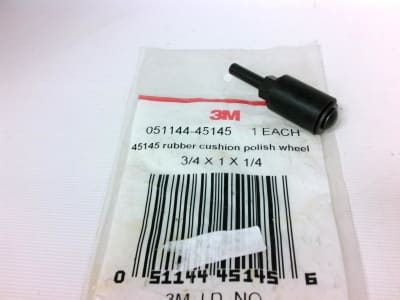 3M
051144-45145 1 EACH
45145 rubber cushion polish wheel
3/4 X 1 X 1/4
0 51144 45145 6
3M I.D. NO.